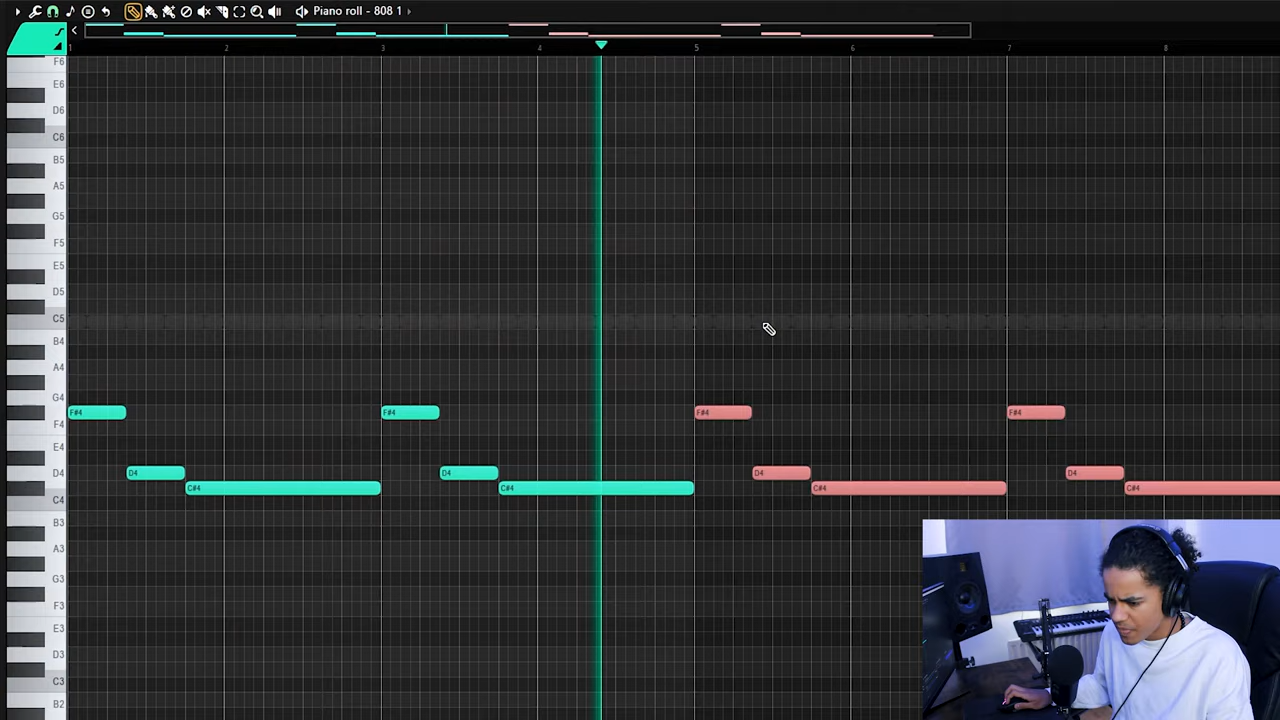 Piano roll - 808 1
1 2 3 4 5 6 7 8
F6
E6
D6
C6
B5
A5
G5
F5
E5
D5
C5
B4
A4
G4
F#4 F#4 F#4 F#4
F4
E4
D4 D4 D4 D4 D4
C#4 C#4 C#4 C#4
C4
B3
A3
G3
F3
E3
D3
C3
B2